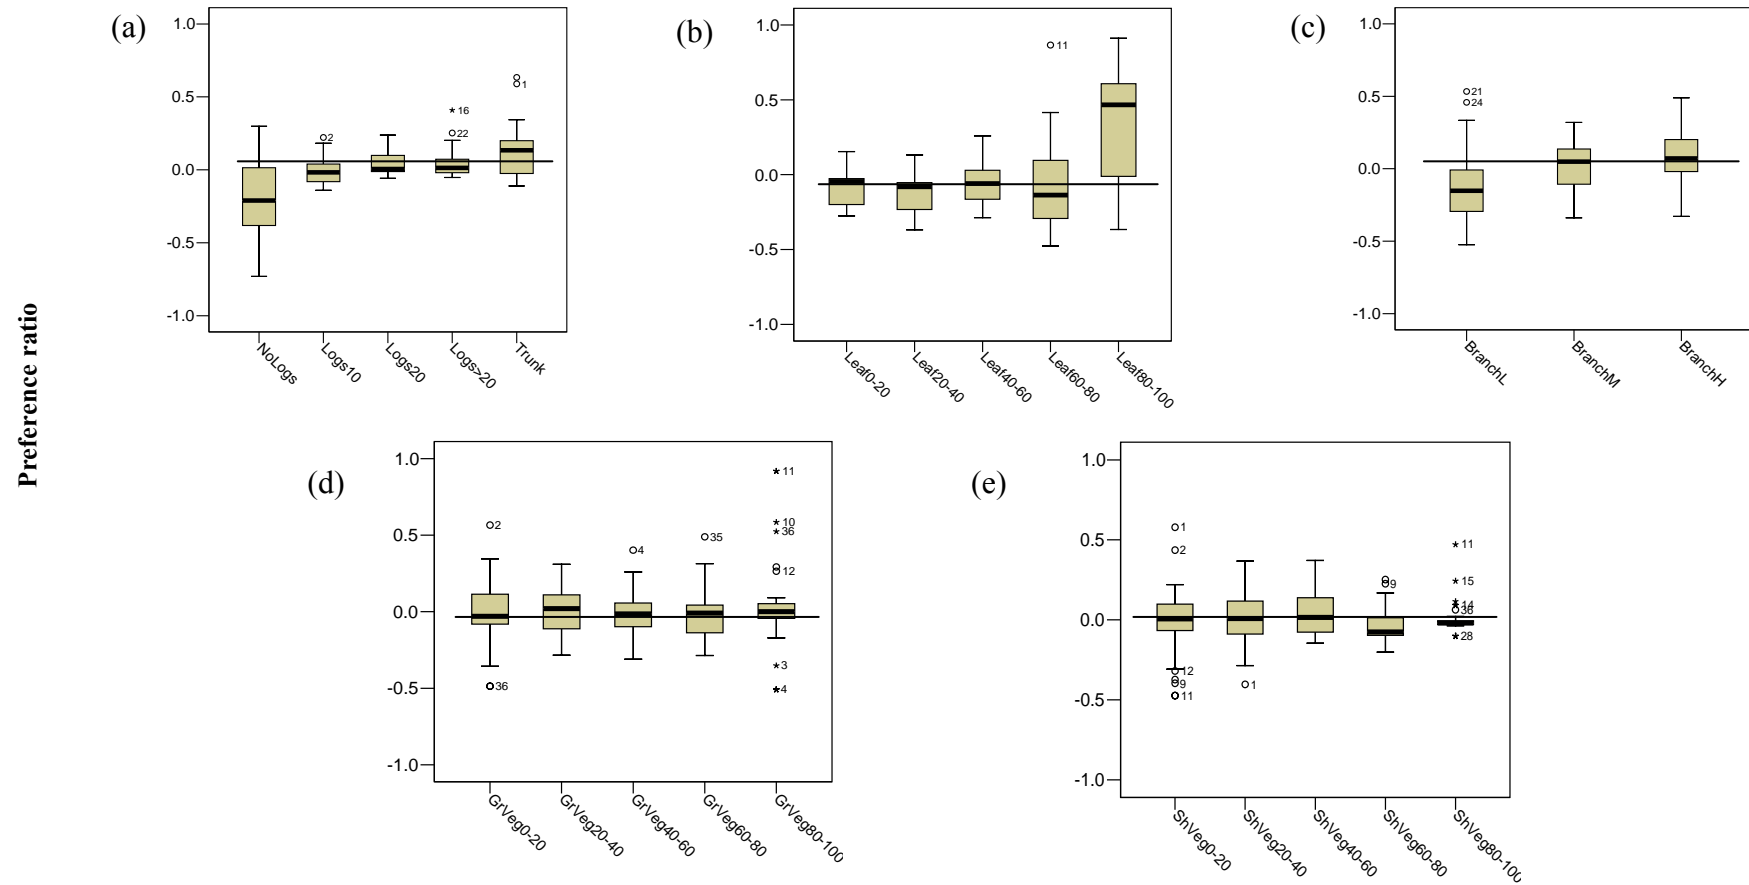 Preference ratio
(a)
1.0
0.5
0.0
-0.5
-1.0
2
16
22
1
NoLogs
Logs10
Logs20
Logs>20
Trunk
(b)
1.0
0.5
0.0
-0.5
-1.0
11
Leaf0-20
Leaf20-40
Leaf40-60
Leaf60-80
Leaf80-100
(c)
1.0
0.5
0.0
-0.5
-1.0
21
24
BranchL
BranchM
BranchH
(d)
1.0
0.5
0.0
-0.5
-1.0
2
36
4
35
11
10
36
12
3
4
GrVeg0-20
GrVeg20-40
GrVeg40-60
GrVeg60-80
GrVeg80-100
(e)
1.0
0.5
0.0
-0.5
-1.0
1
2
12
9
11
1
9
11
15
14
36
28
ShVeg0-20
ShVeg20-40
ShVeg40-60
ShVeg60-80
ShVeg80-100